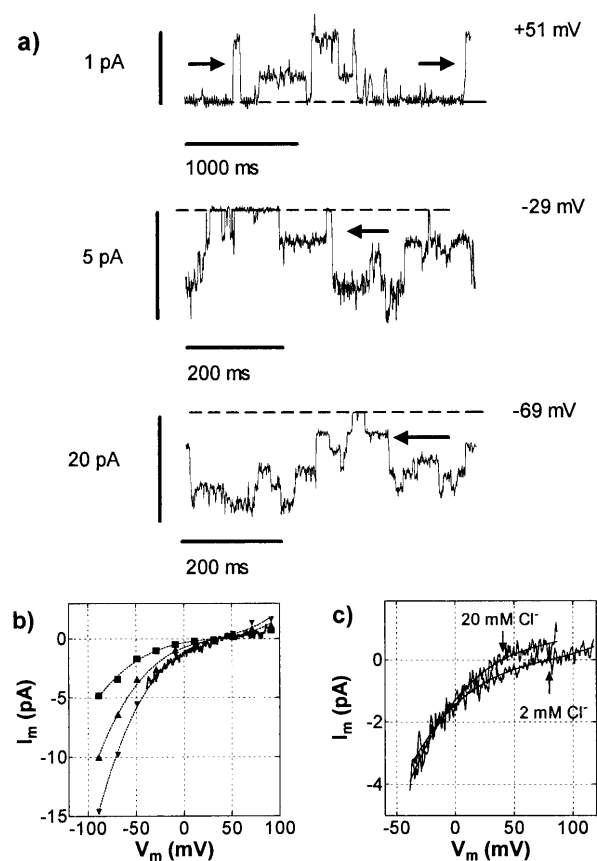 a)
1 pA
+51 mV
1000 ms
-29 mV
5 pA
200 ms
-69 mV
20 pA
200 ms
b)
0
-5
-10
-15
I_m (pA)
-100 -50 0 50 100
V_m (mV)
c)
20 mM Cl⁻
2 mM Cl⁻
0
-2
-4
I_m (pA)
-50 0 50 100
V_m (mV)